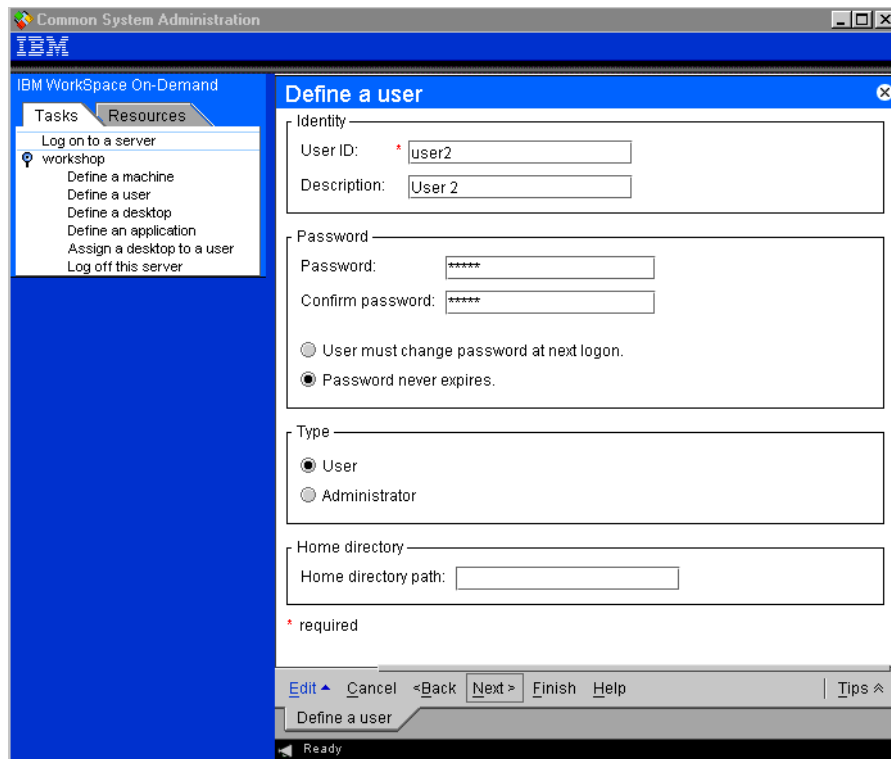 Common System Administration
IBM
IBM WorkSpace On-Demand
Tasks Resources
Log on to a server
workshop
Define a machine
Define a user
Define a desktop
Define an application
Assign a desktop to a user
Log off this server
Define a user
Identity
User ID: * user2
Description: User 2
Password
Password: *****
Confirm password: *****
User must change password at next logon.
Password never expires.
Type
User
Administrator
Home directory
Home directory path:
* required
Edit Cancel <Back Next > Finish Help Tips
Define a user
Ready